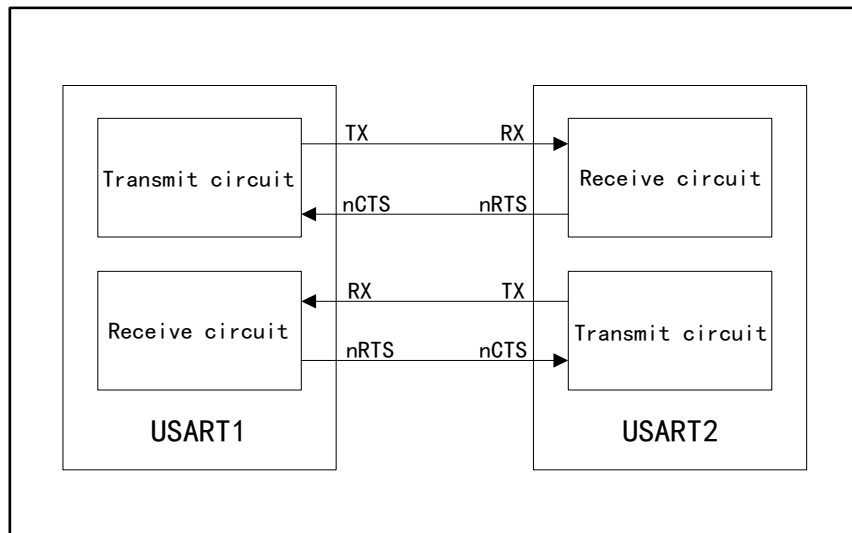 TX RX
Transmit circuit
Receive circuit
nCTS nRTS
RX TX
Receive circuit
Transmit circuit
nRTS nCTS
USART1
USART2